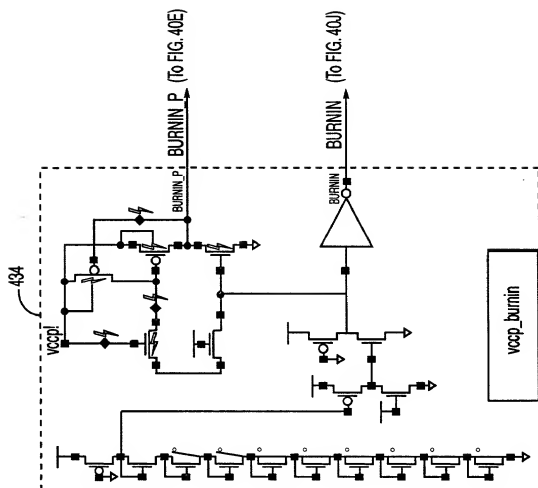 434
vccp!
BURNIN_P
BURNIN_P (To FIG. 40E)
BURNIN
BURNIN (To FIG. 40J)
vccp_burnin